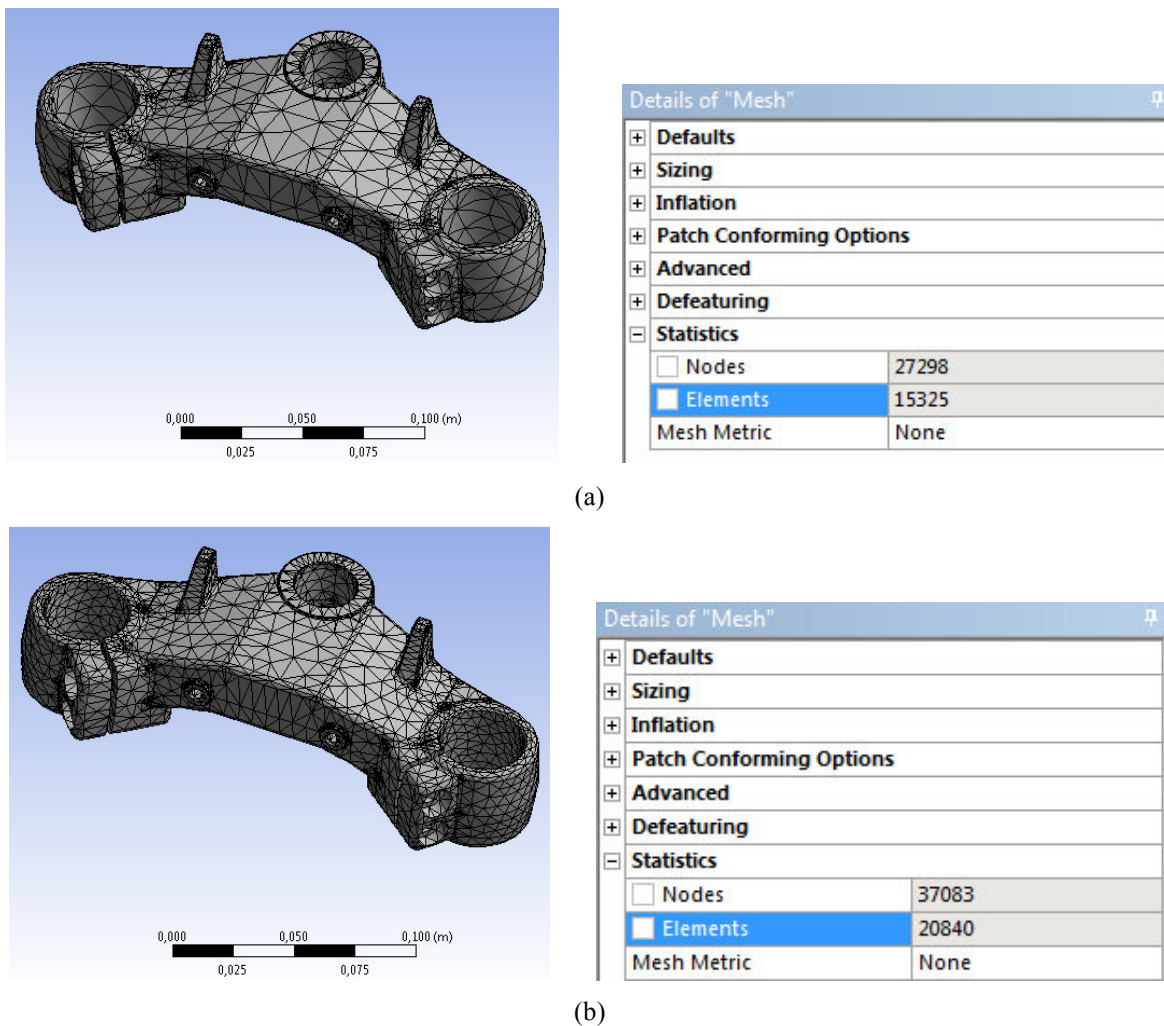 Details of "Mesh"
Defaults
Sizing
Inflation
Patch Conforming Options
Advanced
Defeaturing
Statistics
Nodes 27298
Elements 15325
Mesh Metric None
0,000 0,050 0,100 (m)
0,025 0,075
(a)
Details of "Mesh"
Defaults
Sizing
Inflation
Patch Conforming Options
Advanced
Defeaturing
Statistics
Nodes 37083
Elements 20840
Mesh Metric None
0,000 0,050 0,100 (m)
0,025 0,075
(b)